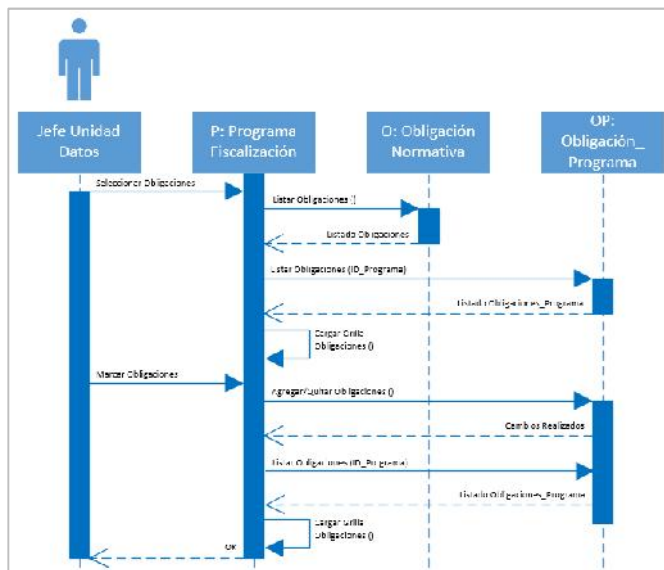 Jefe Unidad
Datos
P: Programa
Fiscalización
O: Obligación
Normativa
OP:
Obligación_
Programa
Seleccionar Obligaciones
Listar Obligaciones ()
Listado Obligaciones
Listar Obligaciones (ID_Programa)
Listado Obligaciones_Programa
Cargar Grilla
Obligaciones ()
Marcar Obligaciones
Agregar/Quitar Obligaciones ()
Cambios Realizados
Listar Obligaciones (ID_Programa)
Listado Obligaciones_Programa
Cargar Grilla
Obligaciones ()
OK